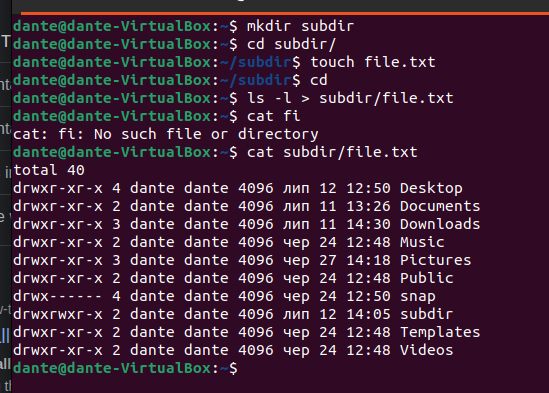 dante@dante-VirtualBox:~$ mkdir subdir
dante@dante-VirtualBox:~$ cd subdir/
dante@dante-VirtualBox:~/subdir$ touch file.txt
dante@dante-VirtualBox:~/subdir$ cd
dante@dante-VirtualBox:~$ ls -l > subdir/file.txt
dante@dante-VirtualBox:~$ cat fi
cat: fi: No such file or directory
dante@dante-VirtualBox:~$ cat subdir/file.txt
total 40
drwxr-xr-x 4 dante dante 4096 лип 12 12:50 Desktop
drwxr-xr-x 2 dante dante 4096 лип 11 13:26 Documents
drwxr-xr-x 3 dante dante 4096 лип 11 14:30 Downloads
drwxr-xr-x 2 dante dante 4096 чер 24 12:48 Music
drwxr-xr-x 3 dante dante 4096 чер 27 14:18 Pictures
drwxr-xr-x 2 dante dante 4096 чер 24 12:48 Public
drwx------ 4 dante dante 4096 чер 24 12:50 snap
drwxrwxr-x 2 dante dante 4096 лип 12 14:05 subdir
drwxr-xr-x 2 dante dante 4096 чер 24 12:48 Templates
drwxr-xr-x 2 dante dante 4096 чер 24 12:48 Videos
dante@dante-VirtualBox:~$